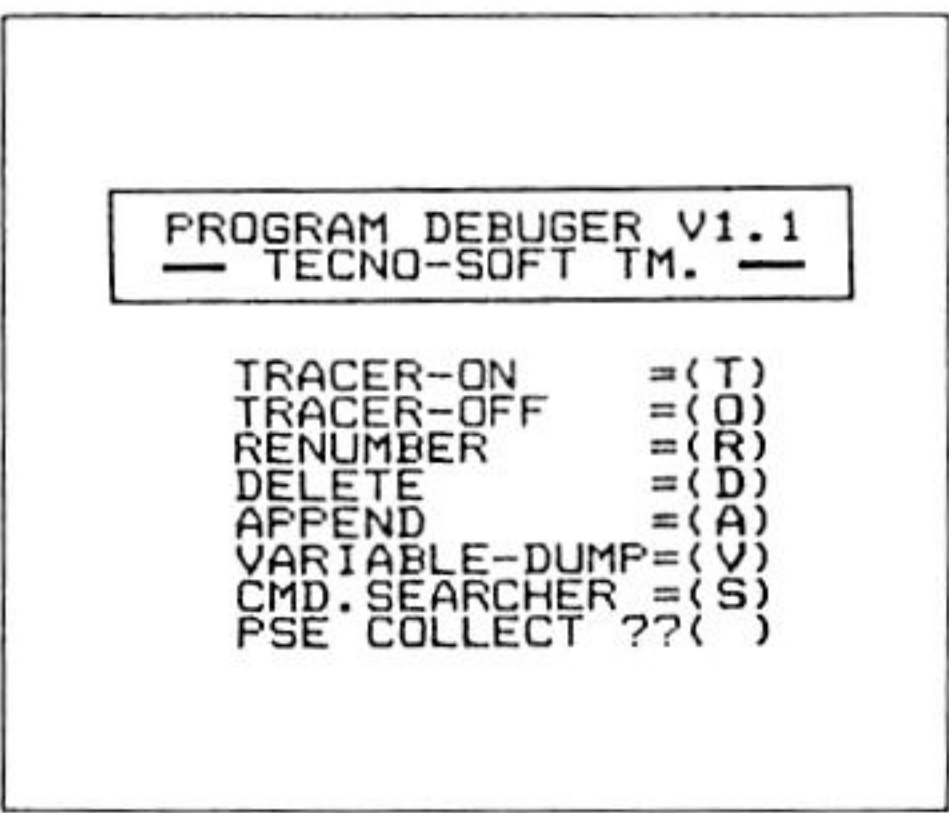 PROGRAM DEBUGER V1.1
— TECNO-SOFT TM. —
TRACER-ON =(T)
TRACER-OFF =(O)
RENUMBER =(R)
DELETE =(D)
APPEND =(A)
VARIABLE-DUMP=(V)
CMD.SEARCHER =(S)
PSE COLLECT ??( )